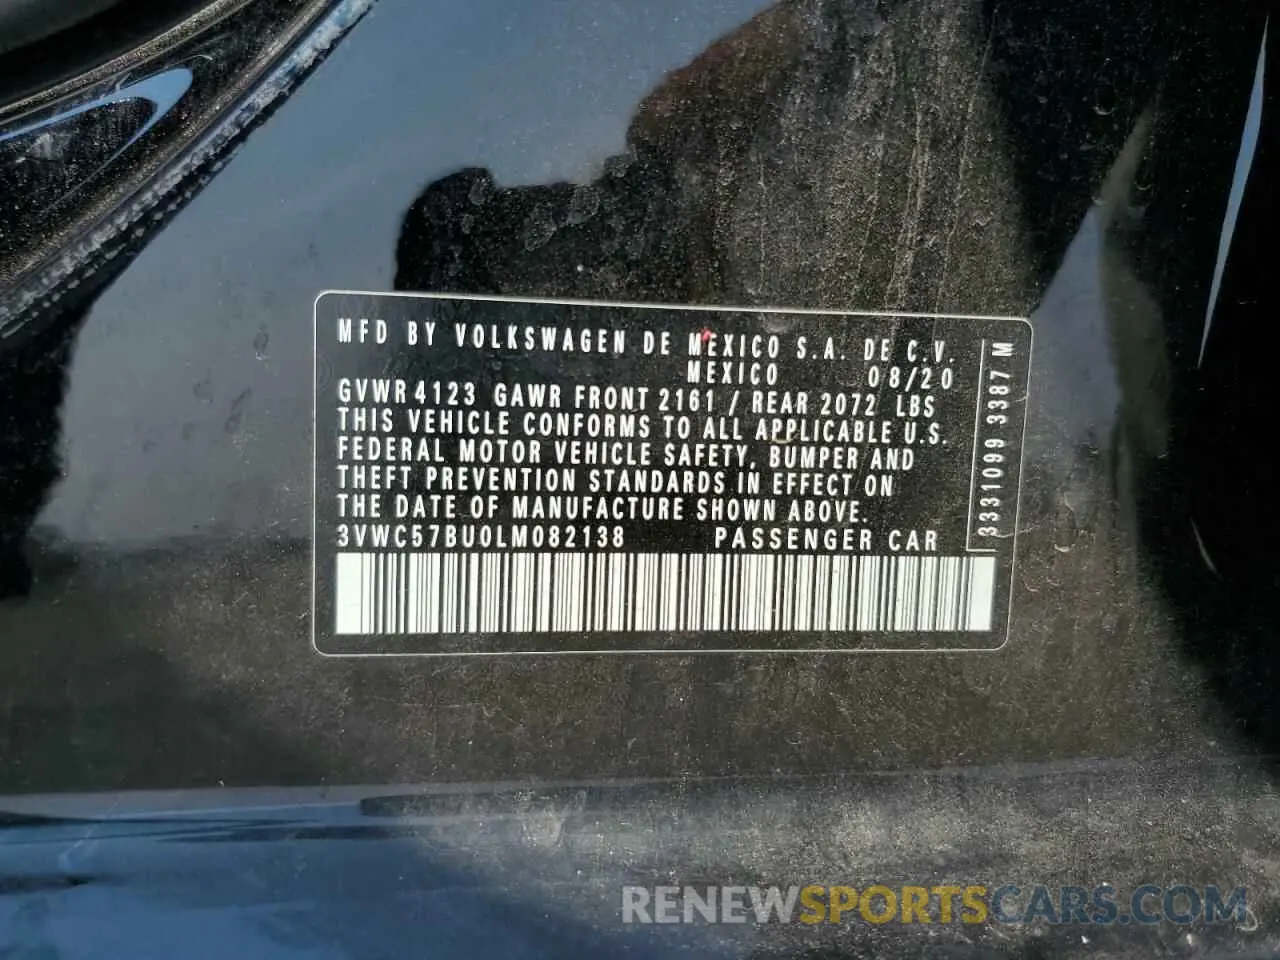 MFD BY VOLKSWAGEN DE MEXICO S.A. DE C.V.
MEXICO 08/20
GVWR 4123 GAWR FRONT 2161 / REAR 2072 LBS
THIS VEHICLE CONFORMS TO ALL APPLICABLE U.S.
FEDERAL MOTOR VEHICLE SAFETY, BUMPER AND
THEFT PREVENTION STANDARDS IN EFFECT ON
THE DATE OF MANUFACTURE SHOWN ABOVE.
3VWC57BU0LM082138 PASSENGER CAR
3331099 3387 M
RENEWSPORTSCARS.COM